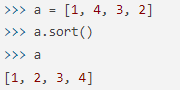 >>> a = [1, 4, 3, 2]
>>> a.sort()
>>> a
[1, 2, 3, 4]